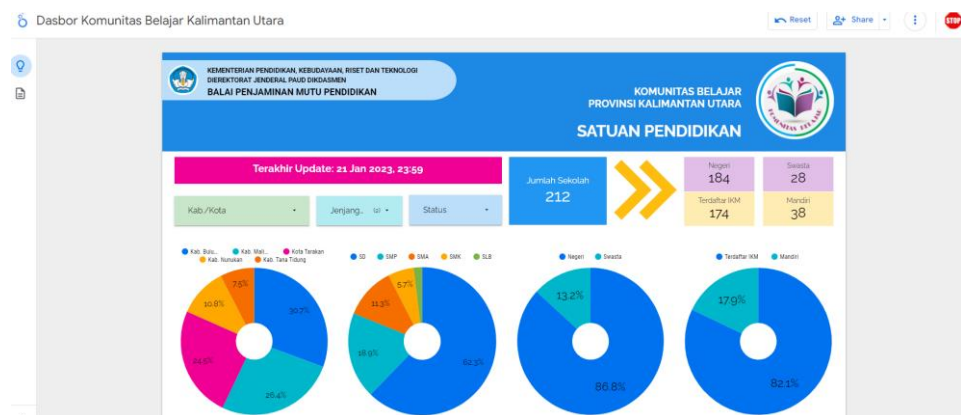 Dasbor Komunitas Belajar Kalimantan Utara
Reset
Share
STOP
KEMENTERIAN PENDIDIKAN, KEBUDAYAAN, RISET DAN TEKNOLOGI
DIEREKTORAT JENDERAL PAUD DIKDASMEN
BALAI PENJAMINAN MUTU PENDIDIKAN
KOMUNITAS BELAJAR
PROVINSI KALIMANTAN UTARA
SATUAN PENDIDIKAN
KOMUNITAS BELAJAR
Terakhir Update: 21 Jan 2023, 23:59
Kab./Kota
Jenjang..
Status
Jumlah Sekolah
212
Negeri
184
Swasta
28
Terdaftar IKM
174
Mandiri
38
Kab. Bulu...
Kab. Mali...
Kota Tarakan
Kab. Nunukan
Kab. Tana Tidung
7.5%
10.8%
30.7%
24.5%
26.4%
SD
SMP
SMA
SMK
SLB
5.7%
11.3%
18.9%
62.3%
Negeri
Swasta
13.2%
86.8%
Terdaftar IKM
Mandiri
17.9%
82.1%